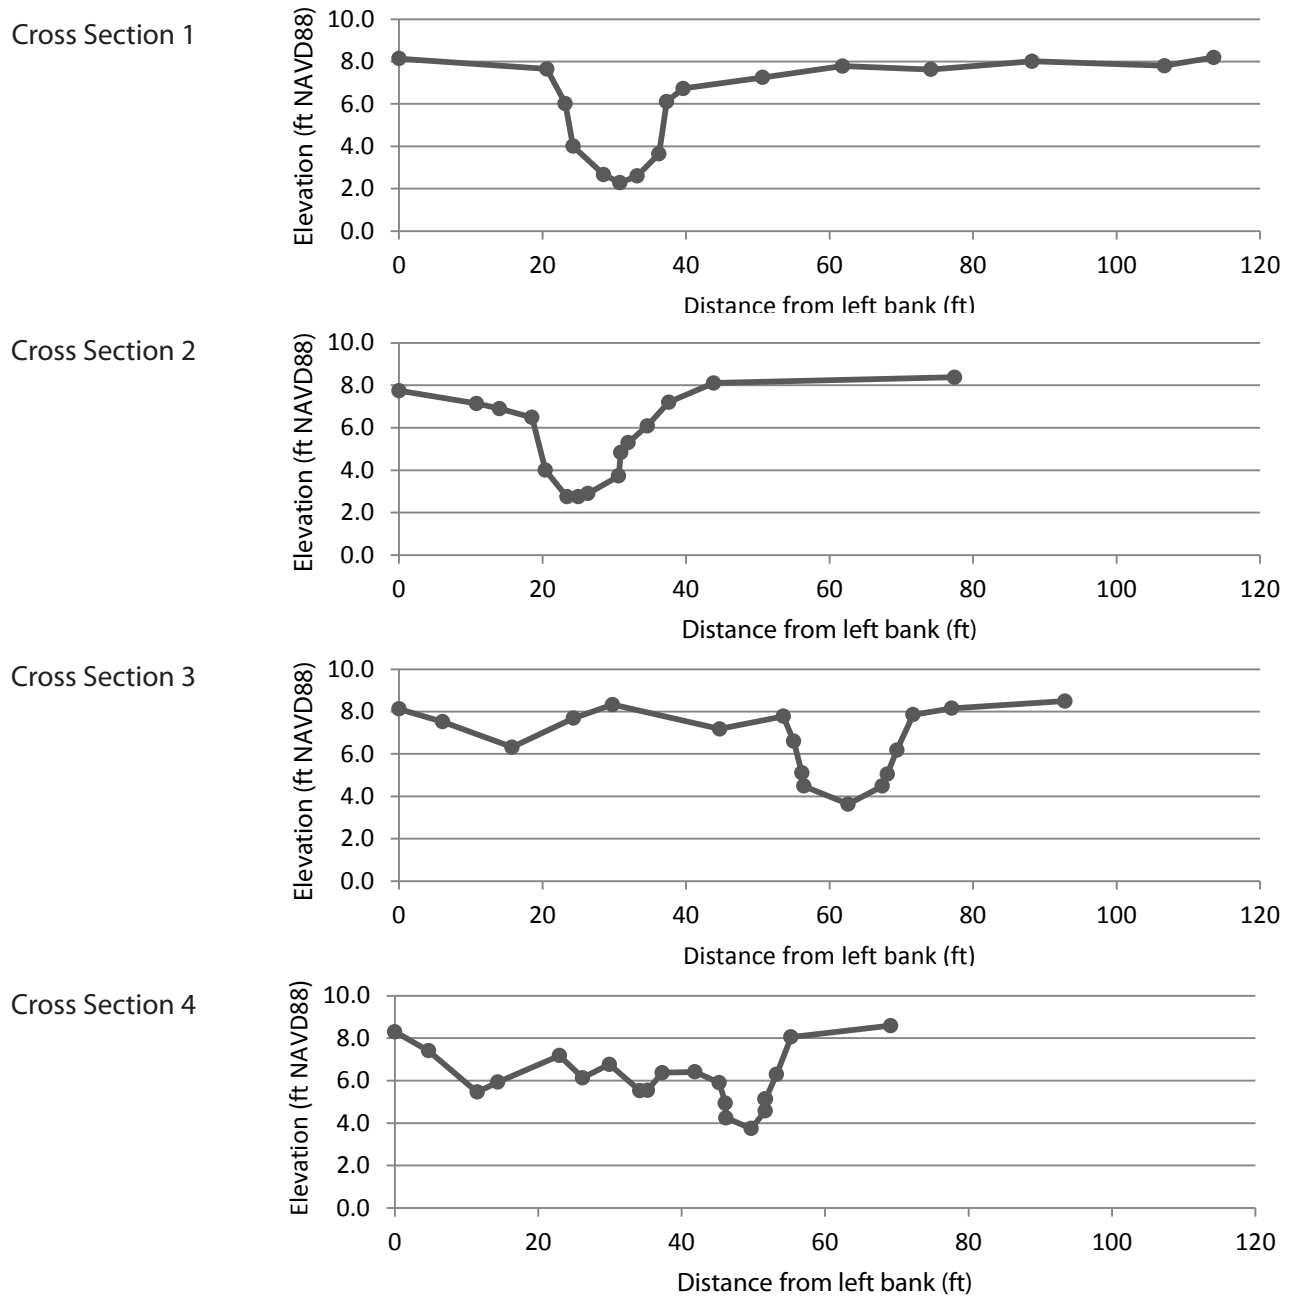 Cross Section 1
Elevation (ft NAVD88)
10.0
8.0
6.0
4.0
2.0
0.0
0 20 40 60 80 100 120
Distance from left bank (ft)
Cross Section 2
Elevation (ft NAVD88)
10.0
8.0
6.0
4.0
2.0
0.0
0 20 40 60 80 100 120
Distance from left bank (ft)
Cross Section 3
Elevation (ft NAVD88)
10.0
8.0
6.0
4.0
2.0
0.0
0 20 40 60 80 100 120
Distance from left bank (ft)
Cross Section 4
Elevation (ft NAVD88)
10.0
8.0
6.0
4.0
2.0
0.0
0 20 40 60 80 100 120
Distance from left bank (ft)